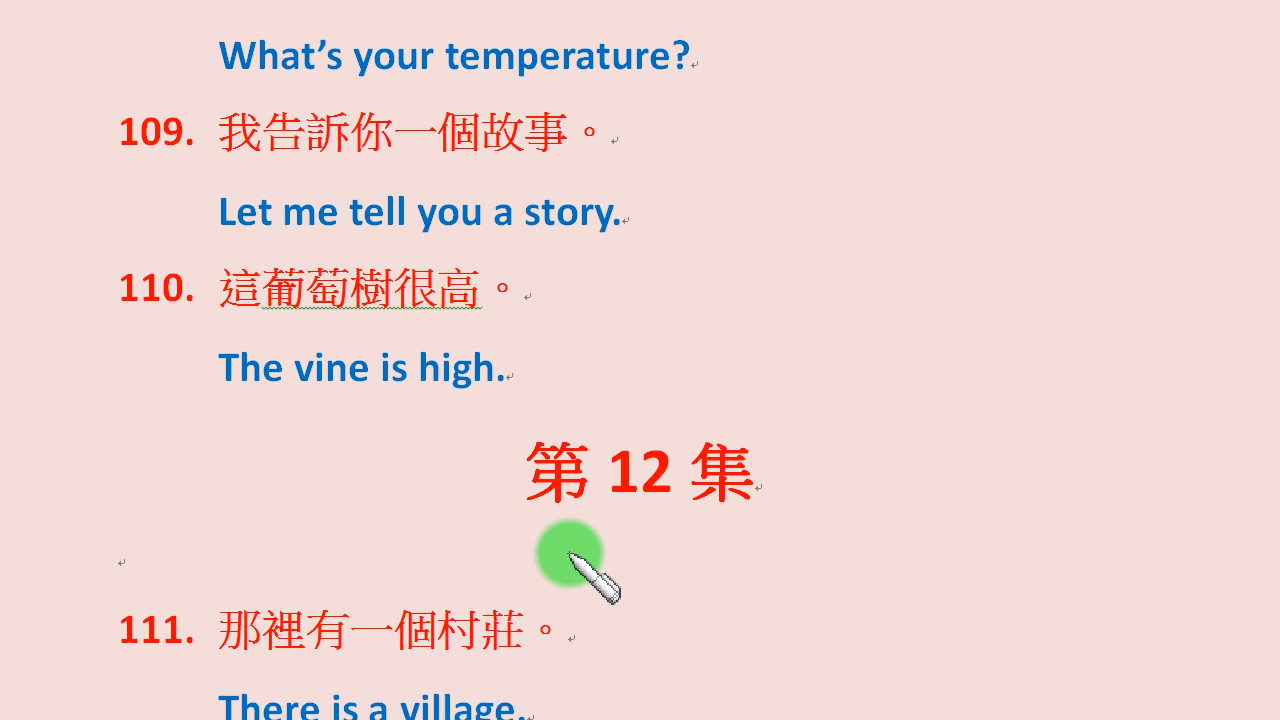 What's your temperature?
109. 我告訴你一個故事。
Let me tell you a story.
110. 這葡萄樹很高。
The vine is high.
第 12 集
111. 那裡有一個村莊。
There is a village.